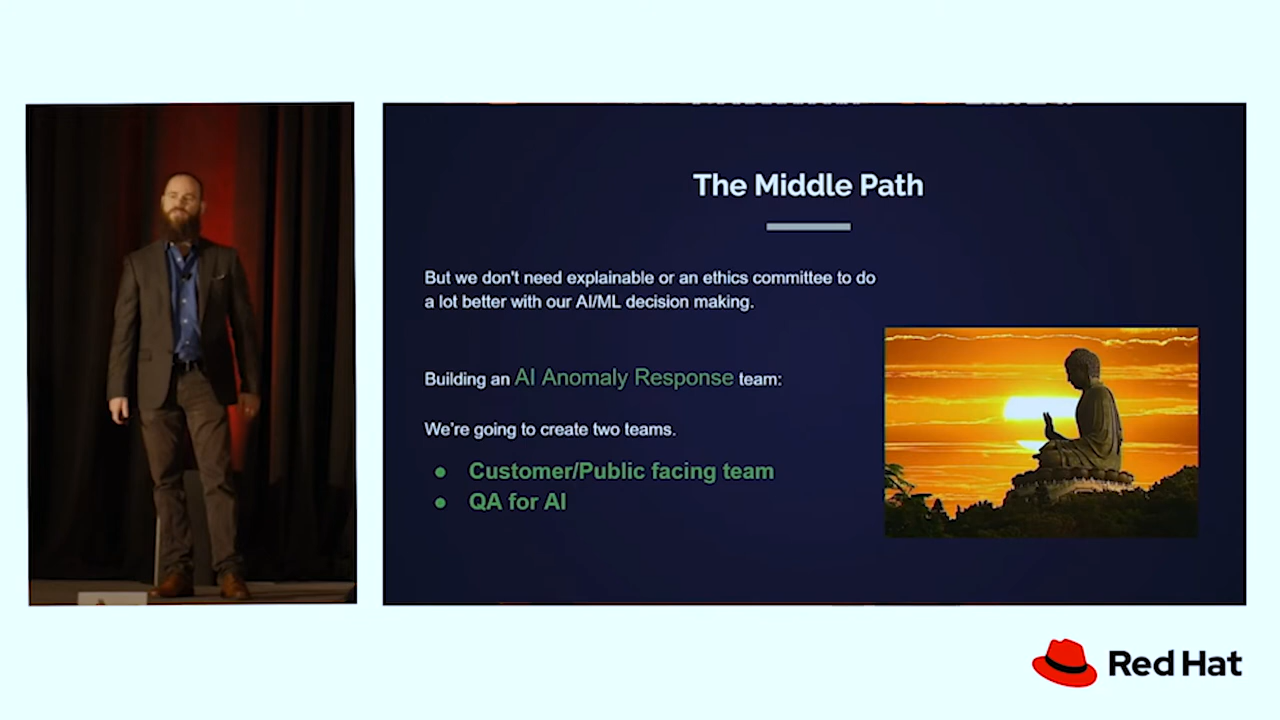 The Middle Path
But we don't need explainable or an ethics committee to do
a lot better with our AI/ML decision making.
Building an AI Anomaly Response team:
We're going to create two teams.
● Customer/Public facing team
● QA for AI
Red Hat